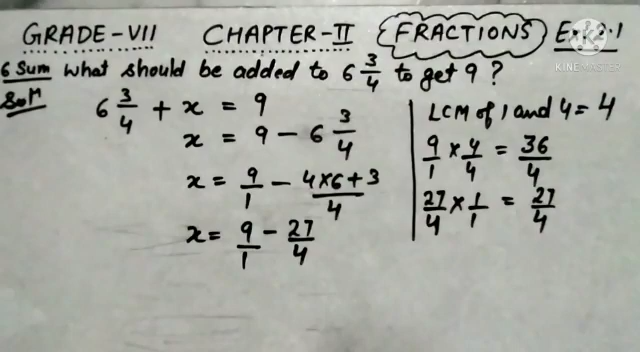 GRADE-VII CHAPTER-II FRACTIONS Ex 2.1
KINEMASTER
6 Sum What should be added to 6 3/4 to get 9 ?
Soln
6 3/4 + x = 9
x = 9 - 6 3/4
x = 9/1 - 4×6+3/4
x = 9/1 - 27/4
LCM of 1 and 4 = 4
9/1 × 4/4 = 36/4
27/4 × 1/1 = 27/4